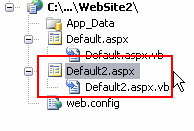 C:\...\WebSite2\
App_Data
Default.aspx
Default.aspx.vb
Default2.aspx
Default2.aspx.vb
web.config